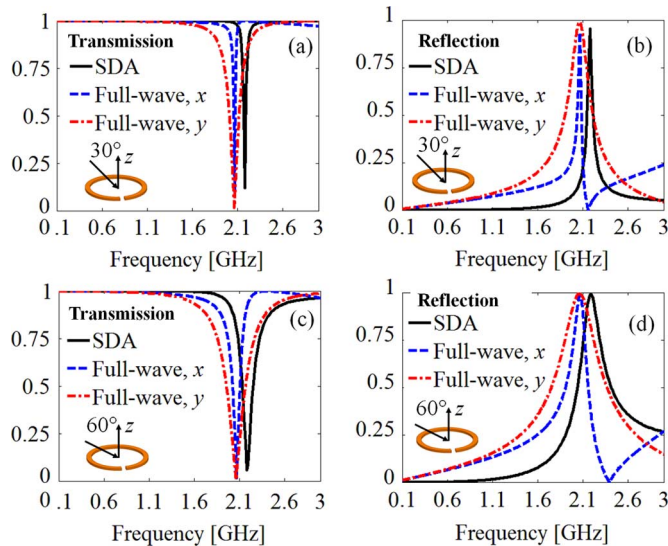 1
0.75
0.5
0.25
0
Transmission
(a)
SDA
Full-wave, x
Full-wave, y
30°
z
0.1 0.6 1.1 1.6 2.1 2.6 3
Frequency [GHz]
1
0.75
0.5
0.25
0
Reflection
(b)
SDA
Full-wave, x
Full-wave, y
30°
z
0.1 0.6 1.1 1.6 2.1 2.6 3
Frequency [GHz]
1
0.75
0.5
0.25
0
Transmission
(c)
SDA
Full-wave, x
Full-wave, y
60°
z
0.1 0.6 1.1 1.6 2.1 2.6 3
Frequency [GHz]
1
0.75
0.5
0.25
0
Reflection
(d)
SDA
Full-wave, x
Full-wave, y
60°
z
0.1 0.6 1.1 1.6 2.1 2.6 3
Frequency [GHz]